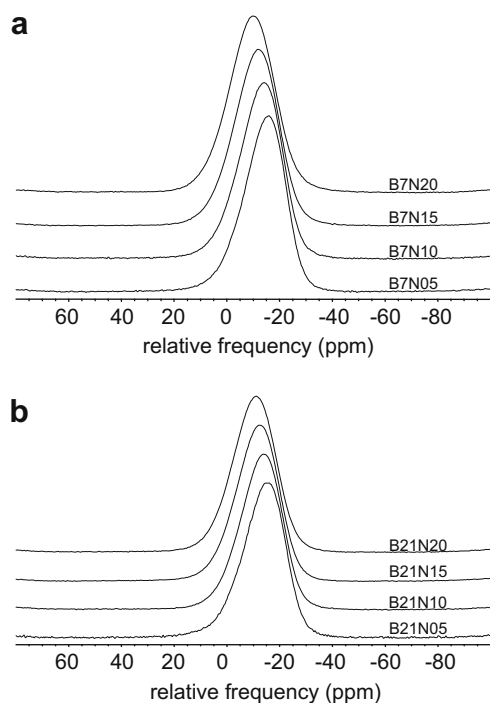 a
B7N20
B7N15
B7N10
B7N05
60 40 20 0 -20 -40 -60 -80
relative frequency (ppm)
b
B21N20
B21N15
B21N10
B21N05
60 40 20 0 -20 -40 -60 -80
relative frequency (ppm)